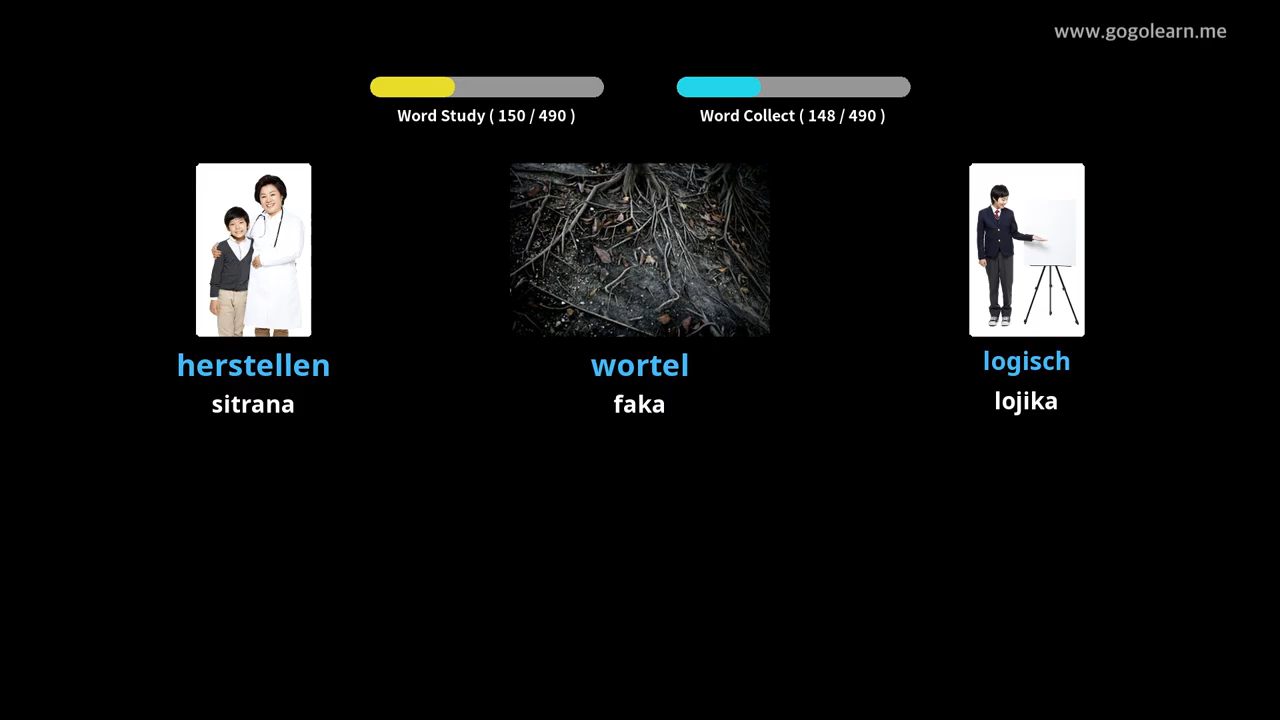 www.gogolearn.me
Word Study ( 150 / 490 )
Word Collect ( 148 / 490 )
herstellen
sitrana
wortel
faka
logisch
lojika